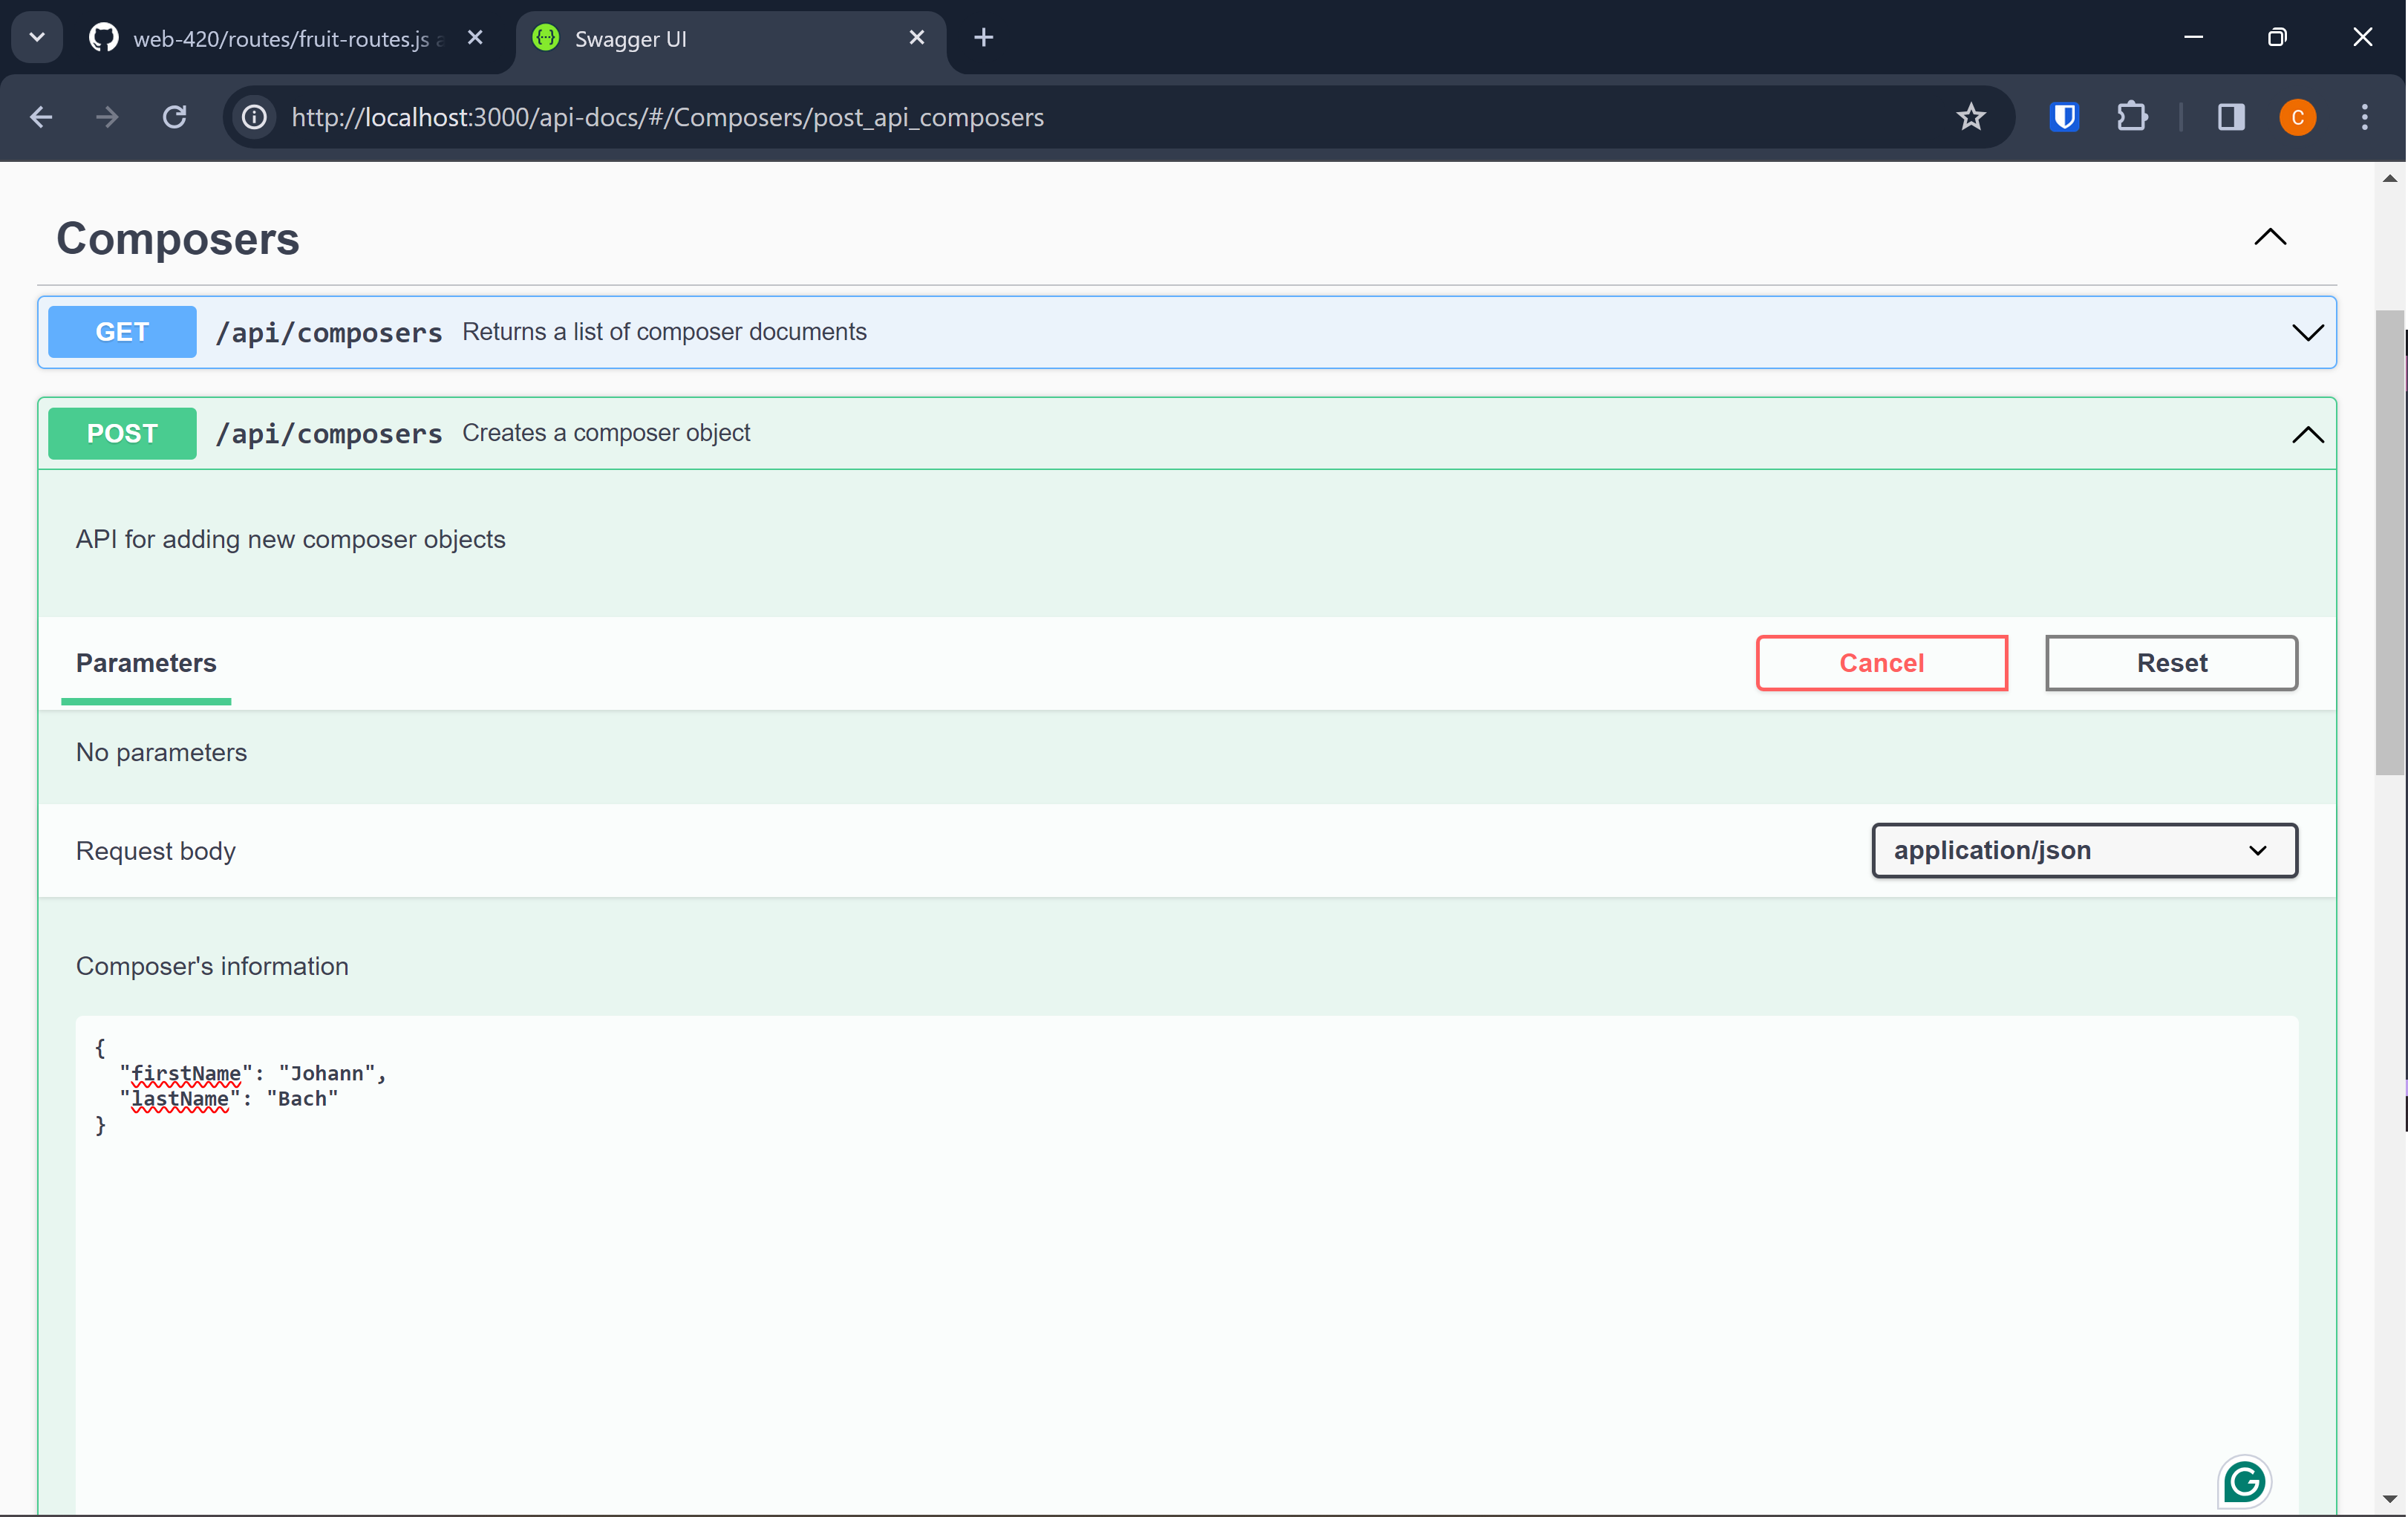 web-420/routes/fruit-routes.js a
Swagger UI
http://localhost:3000/api-docs/#/Composers/post_api_composers
C
Composers
GET /api/composers Returns a list of composer documents
POST /api/composers Creates a composer object
API for adding new composer objects
Parameters Cancel Reset
No parameters
Request body application/json
Composer's information
{
"firstName": "Johann",
"lastName": "Bach"
}